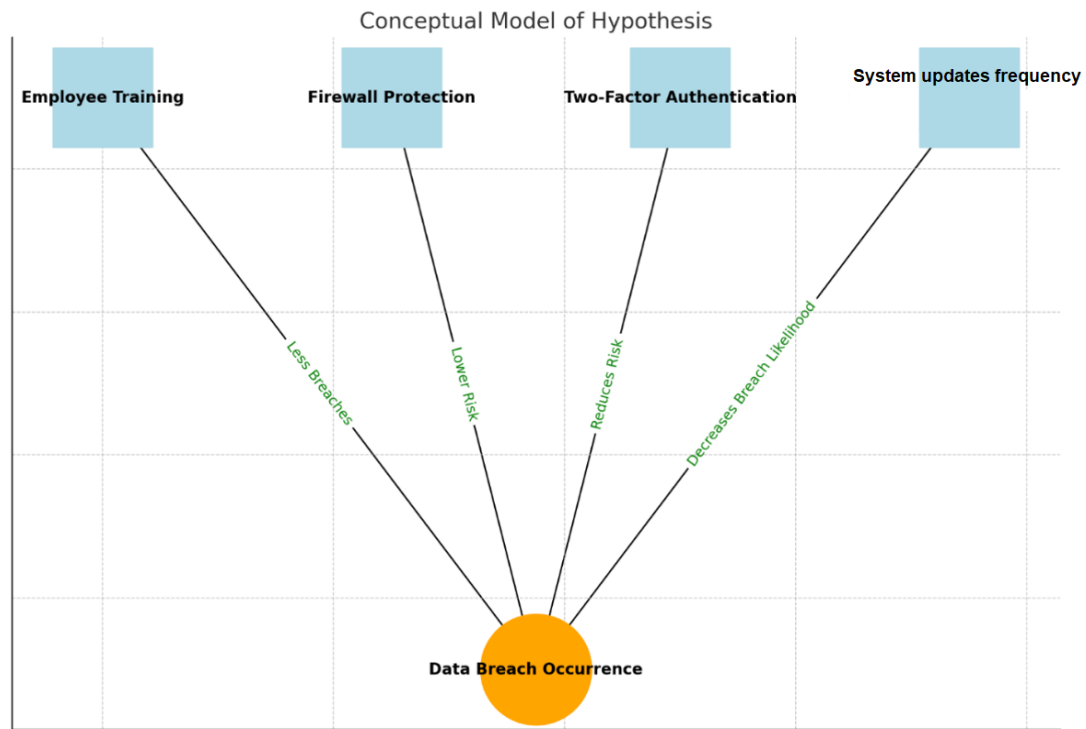 Conceptual Model of Hypothesis
Employee Training
Firewall Protection
Two-Factor Authentication
System updates frequency
Less Breaches
Lower Risk
Reduces Risk
Decreases Breach Likelihood
Data Breach Occurrence